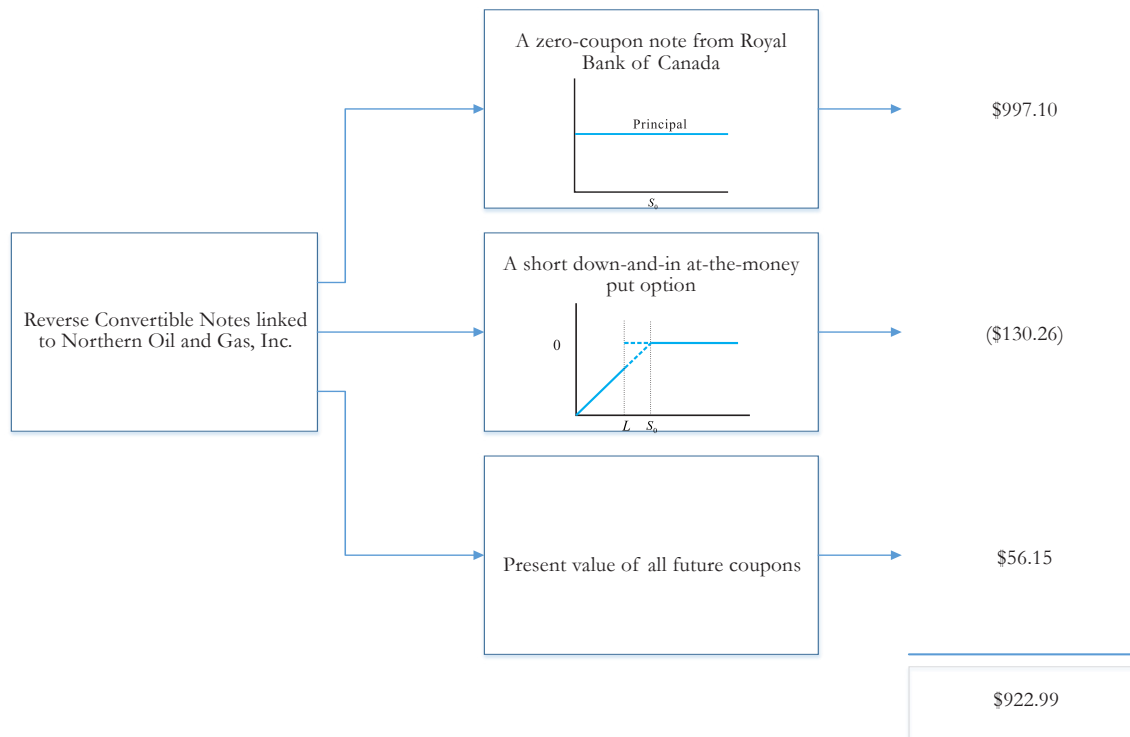 A zero-coupon note from Royal
Bank of Canada
Principal
S₀
$997.10
Reverse Convertible Notes linked
to Northern Oil and Gas, Inc.
A short down-and-in at-the-money
put option
0
L S₀
($130.26)
Present value of all future coupons
$56.15
$922.99